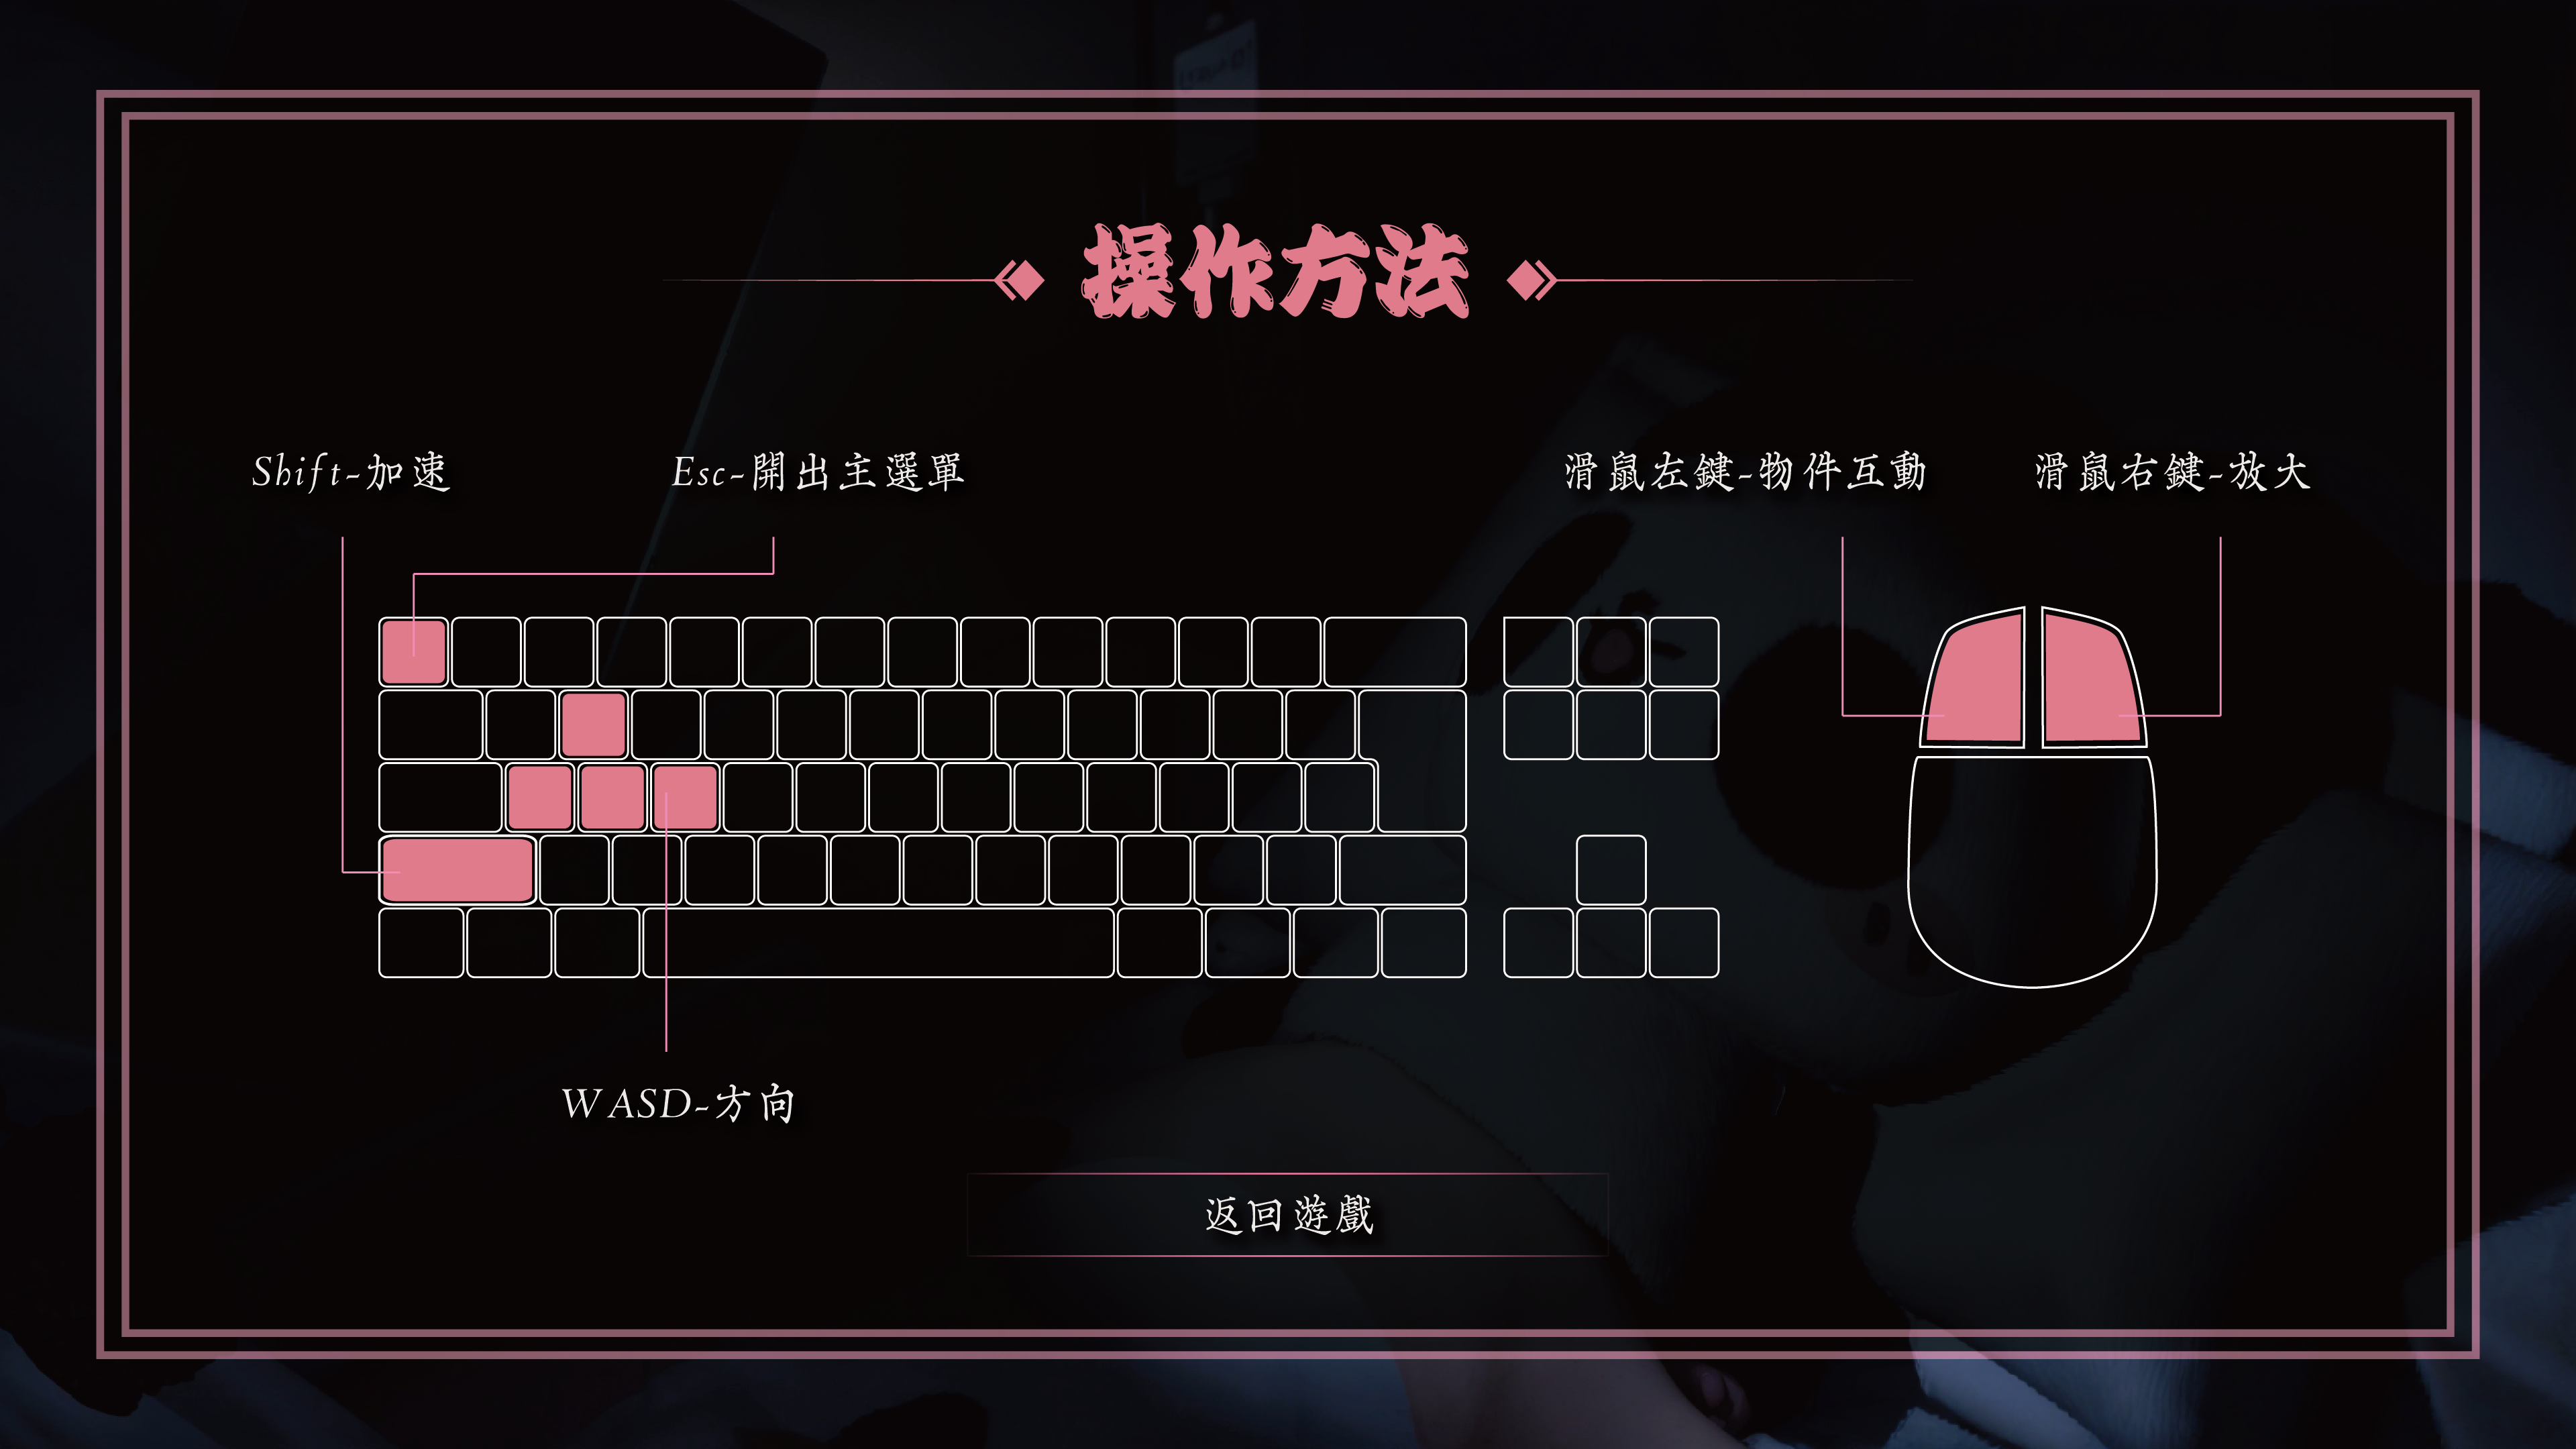 操作方法
Shift-加速
Esc-開出主選單
滑鼠左鍵-物件互動
滑鼠右鍵-放大
WASD-方向
返回遊戲